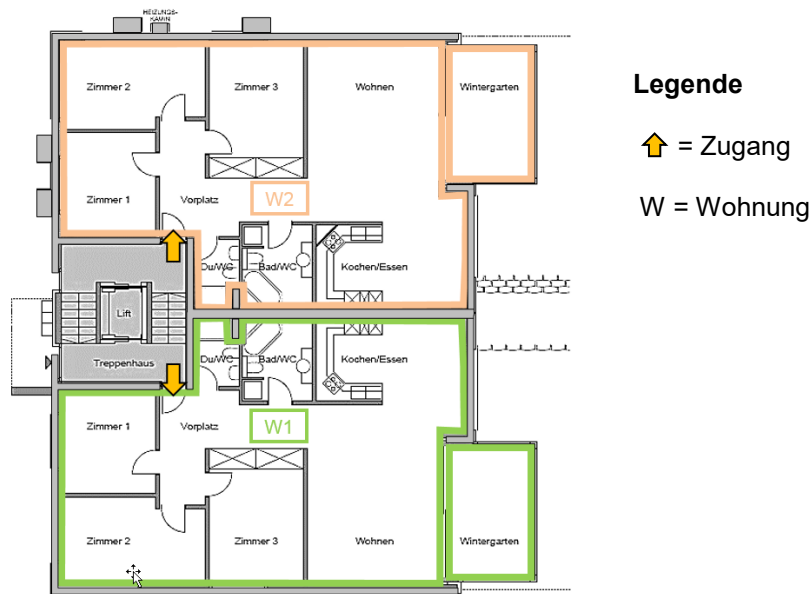 HEIZUNGS-
KAMIN
Zimmer 2
Zimmer 3
Wohnen
Wintergarten
Zimmer 1
Vorplatz
W2
Du/WC
Bad/WC
Kochen/Essen
Lift
Treppenhaus
Du/WC
Bad/WC
Kochen/Essen
Zimmer 1
Vorplatz
W1
Zimmer 2
Zimmer 3
Wohnen
Wintergarten
Legende
= Zugang
W = Wohnung